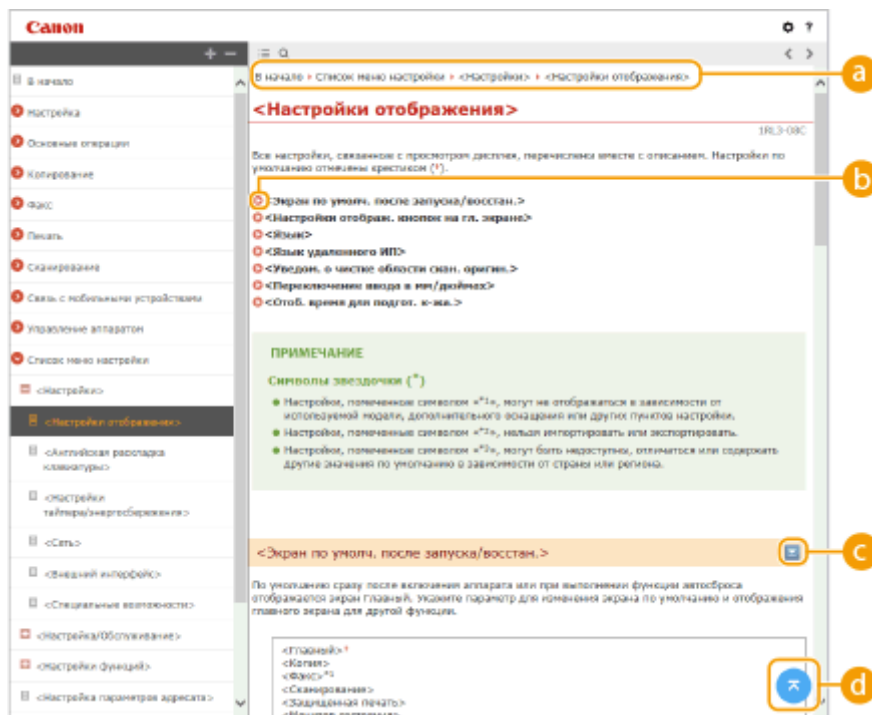 Canon
?
В начало
Настройка
Основные операции
Копирование
Факс
Печать
Сканирование
Связь с мобильными устройствами
Управление аппаратом
Список меню настройки
<Настройки>
<Настройки отображения>
<Английская раскладка
клавиатуры>
<Настройки
таймера/энергосбережения>
<Сеть>
<Внешний интерфейс>
<Специальные возможности>
<Настройка/Обслуживание>
<Настройки функций>
<Настройка параметров адресата>
В начало › Список меню настройки › <Настройки> › <Настройки отображения>
<Настройки отображения>
1RL3-08C
Все настройки, связанные с просмотром дисплея, перечислены вместе с описанием. Настройки по
умолчанию отмечены крестиком (†).
<Экран по умолч. после запуска/восстан.>
<Настройки отображ. кнопок на гл. экране>
<Язык>
<Язык удаленного ИП>
<Уведом. о чистке области скан. оригин.>
<Переключение ввода в мм/дюймах>
<Отоб. время для подгот. к-жа.>
ПРИМЕЧАНИЕ
Символы звездочки (*)
Настройки, помеченные символом «*1», могут не отображаться в зависимости от
используемой модели, дополнительного оснащения или других пунктов настройки.
Настройки, помеченные символом «*2», нельзя импортировать или экспортировать.
Настройки, помеченные символом «*3», могут быть недоступны, отличаться или содержать
другие значения по умолчанию в зависимости от страны или региона.
<Экран по умолч. после запуска/восстан.>
По умолчанию сразу после включения аппарата или при выполнении функции автосброса
отображается экран Главный. Укажите параметр для изменения экрана по умолчанию и отображения
главного экрана для другой функции.
<Главный>†
<Копия>
<Факс>*1
<Сканирование>
<Защищенная печать>
a
b
c
d